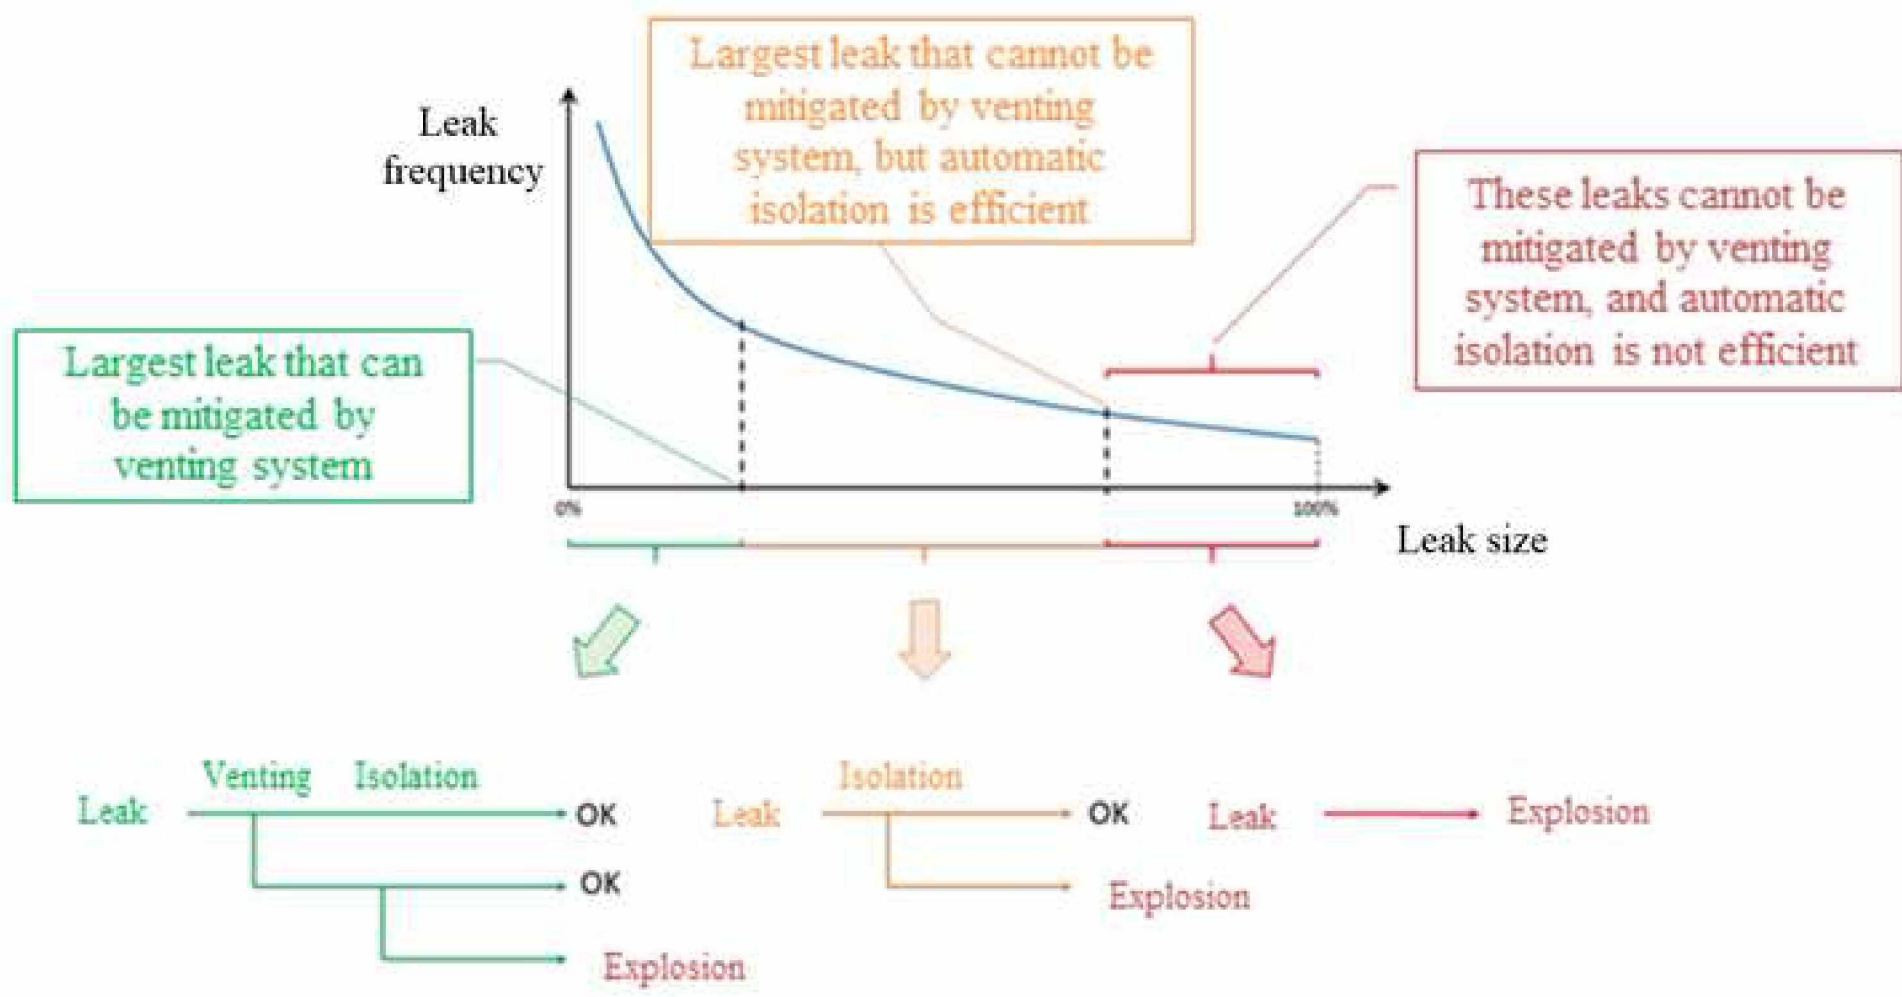 Largest leak that cannot be
mitigated by venting
system, but automatic
isolation is efficient
Leak
frequency
These leaks cannot be
mitigated by venting
system, and automatic
isolation is not efficient
Largest leak that can
be mitigated by
venting system
0%
100%
Leak size
Venting Isolation
Leak
OK
OK
Explosion
Isolation
Leak
OK
Explosion
Leak
Explosion